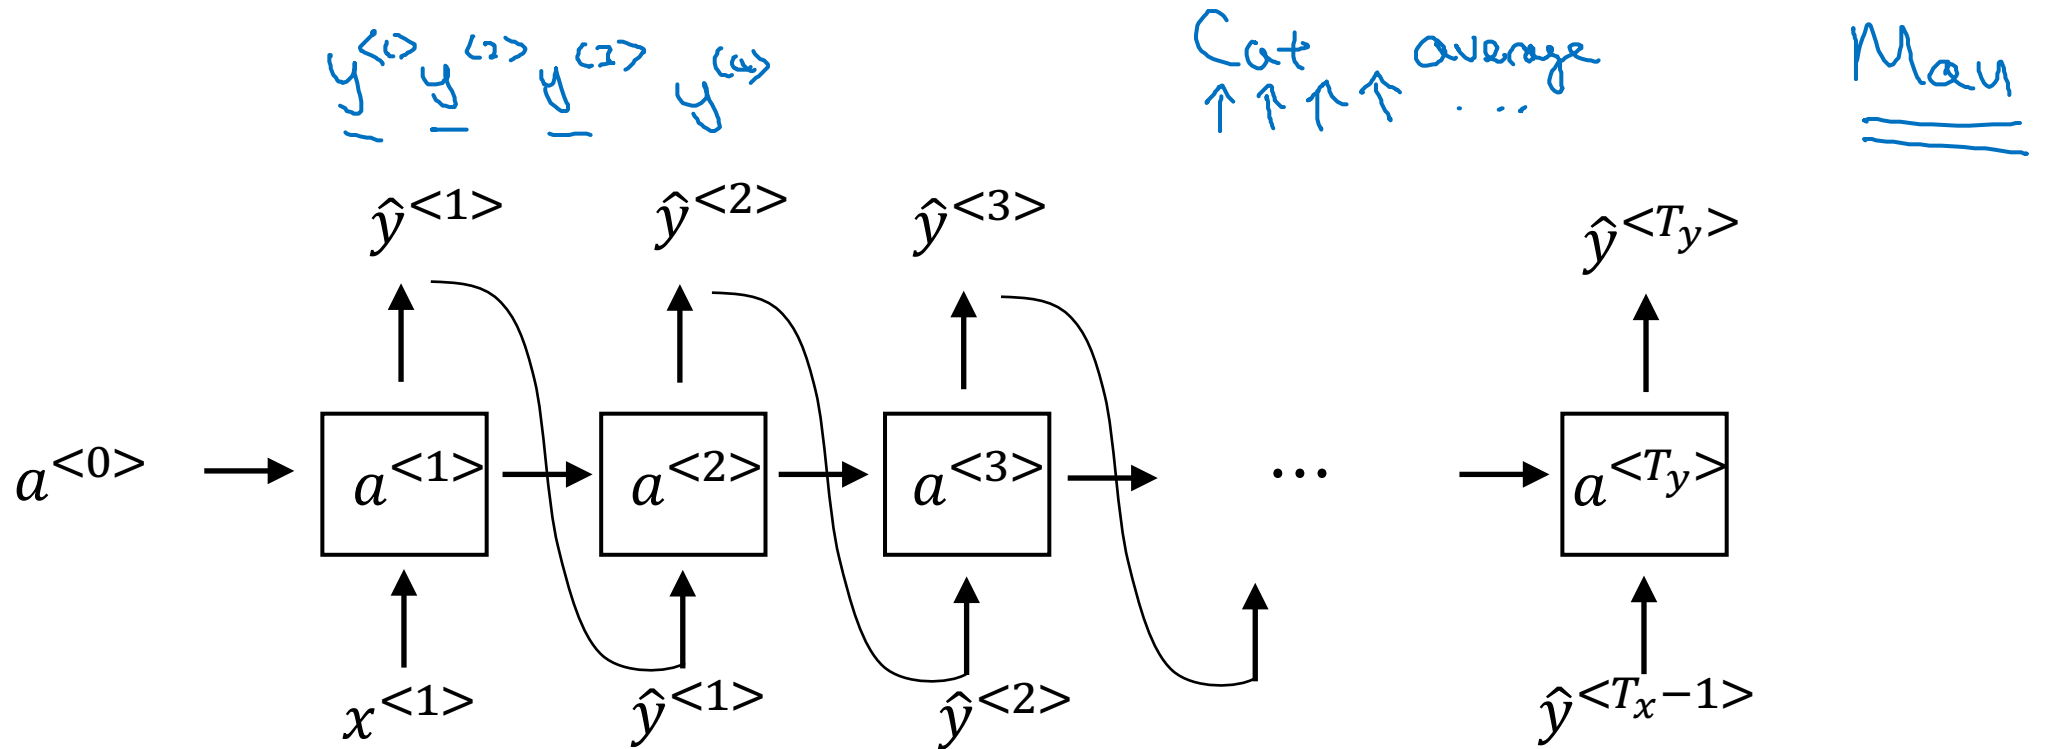 y<1> y<2> y<3> y<4> Cat average Mau
ŷ<1> ŷ<2> ŷ<3> ŷ<Ty>
a<0> a<1> a<2> a<3> ... a<Ty>
x<1> ŷ<1> ŷ<2> ŷ<Tx−1>